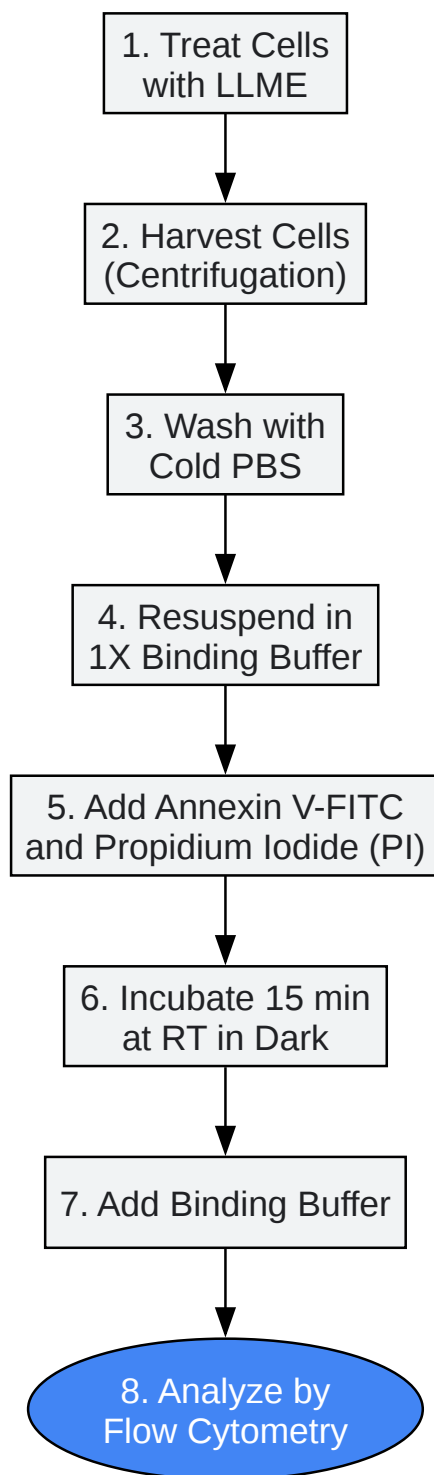 1. Treat Cells
with LLME
2. Harvest Cells
(Centrifugation)
3. Wash with
Cold PBS
4. Resuspend in
1X Binding Buffer
5. Add Annexin V-FITC
and Propidium Iodide (PI)
6. Incubate 15 min
at RT in Dark
7. Add Binding Buffer
8. Analyze by
Flow Cytometry